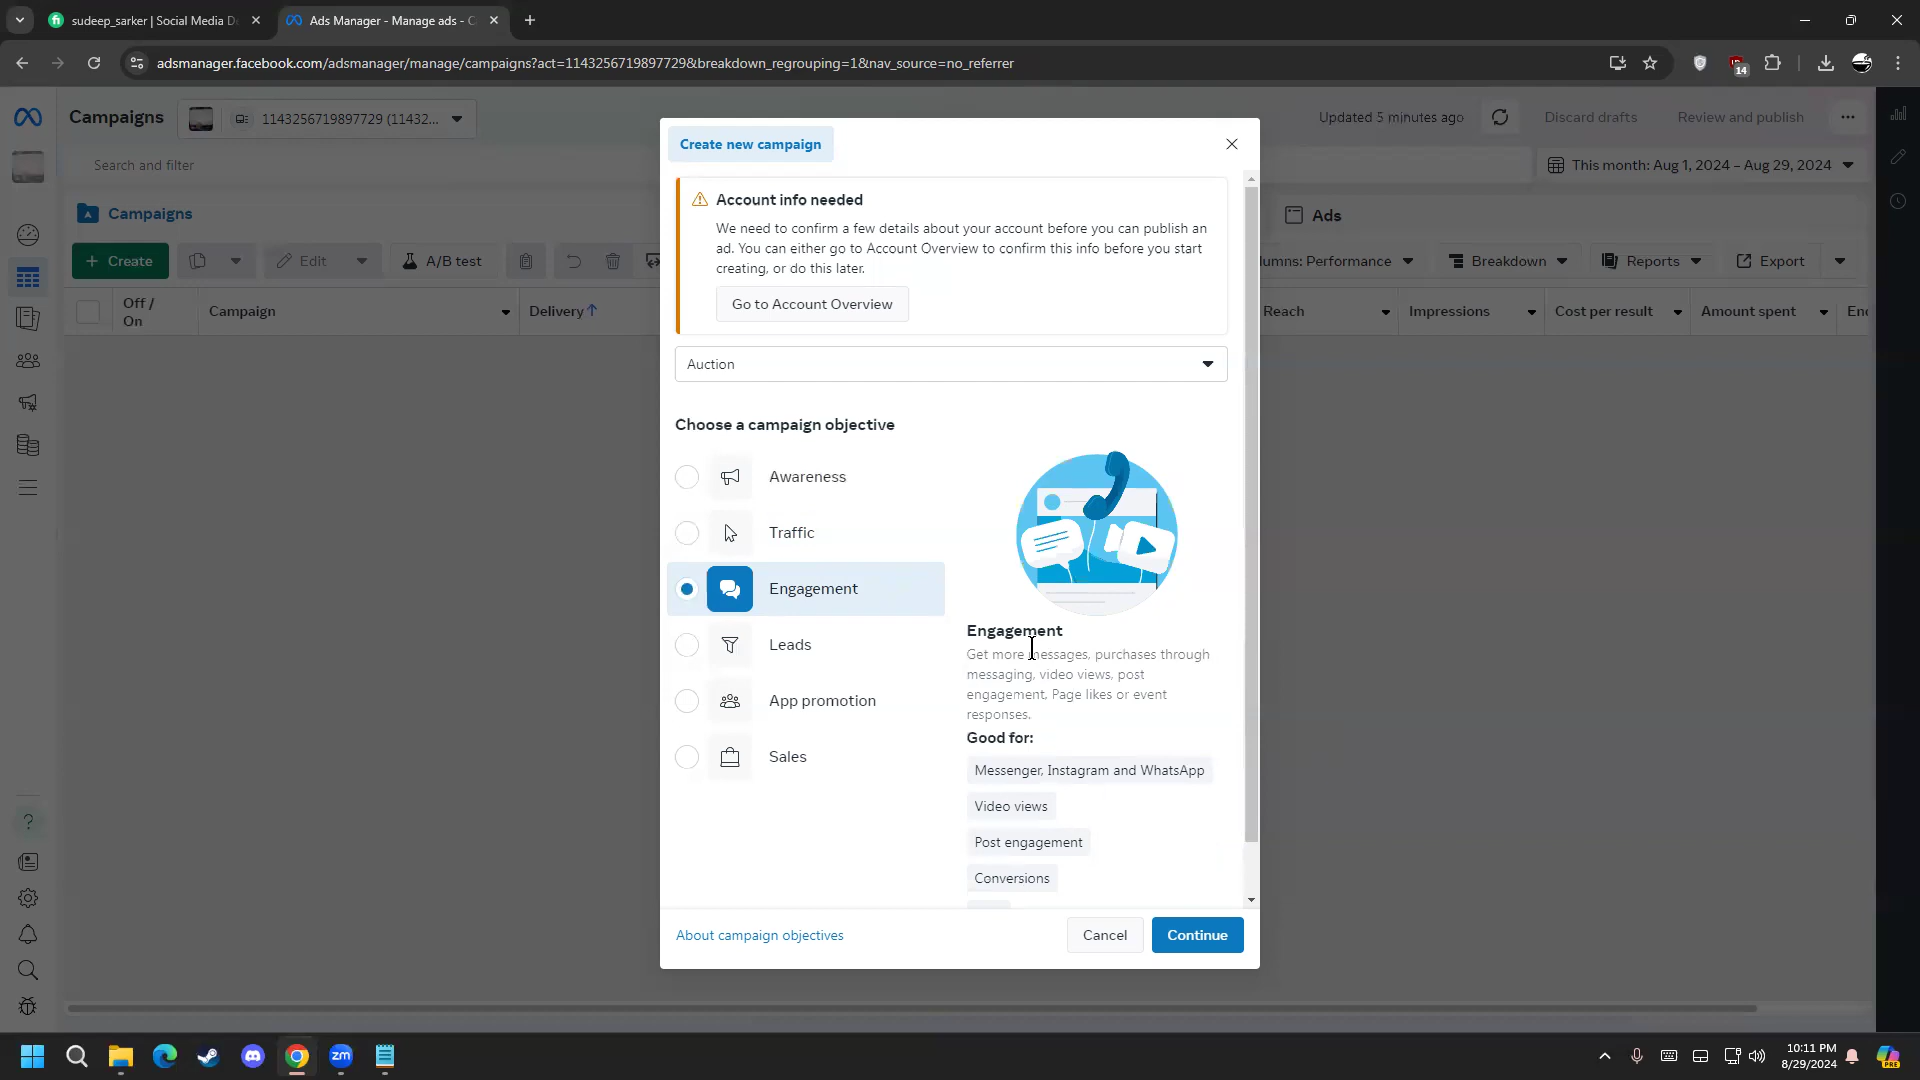 sudeep_sarker | Social Media D
Ads Manager - Manage ads - C
adsmanager.facebook.com/adsmanager/manage/campaigns?act=1143256719897729&breakdown_regrouping=1&nav_source=no_referrer
14
Campaigns
1143256719897729 (11432...
Updated 5 minutes ago
Discard drafts
Review and publish
Search and filter
This month: Aug 1, 2024 – Aug 29, 2024
Campaigns
Ads
+ Create
Edit
A/B test
lumns: Performance
Breakdown
Reports
Export
Off /
On
Campaign
Delivery↑
Reach
Impressions
Cost per result
Amount spent
Create new campaign
Account info needed
We need to confirm a few details about your account before you can publish an
ad. You can either go to Account Overview to confirm this info before you start
creating, or do this later.
Go to Account Overview
Auction
Choose a campaign objective
Awareness
Traffic
Engagement
Leads
App promotion
Sales
Engagement
Get more messages, purchases through
messaging, video views, post
engagement, Page likes or event
responses.
Good for:
Messenger, Instagram and WhatsApp
Video views
Post engagement
Conversions
About campaign objectives
Cancel
Continue
zm
10:11 PM
8/29/2024
PRE